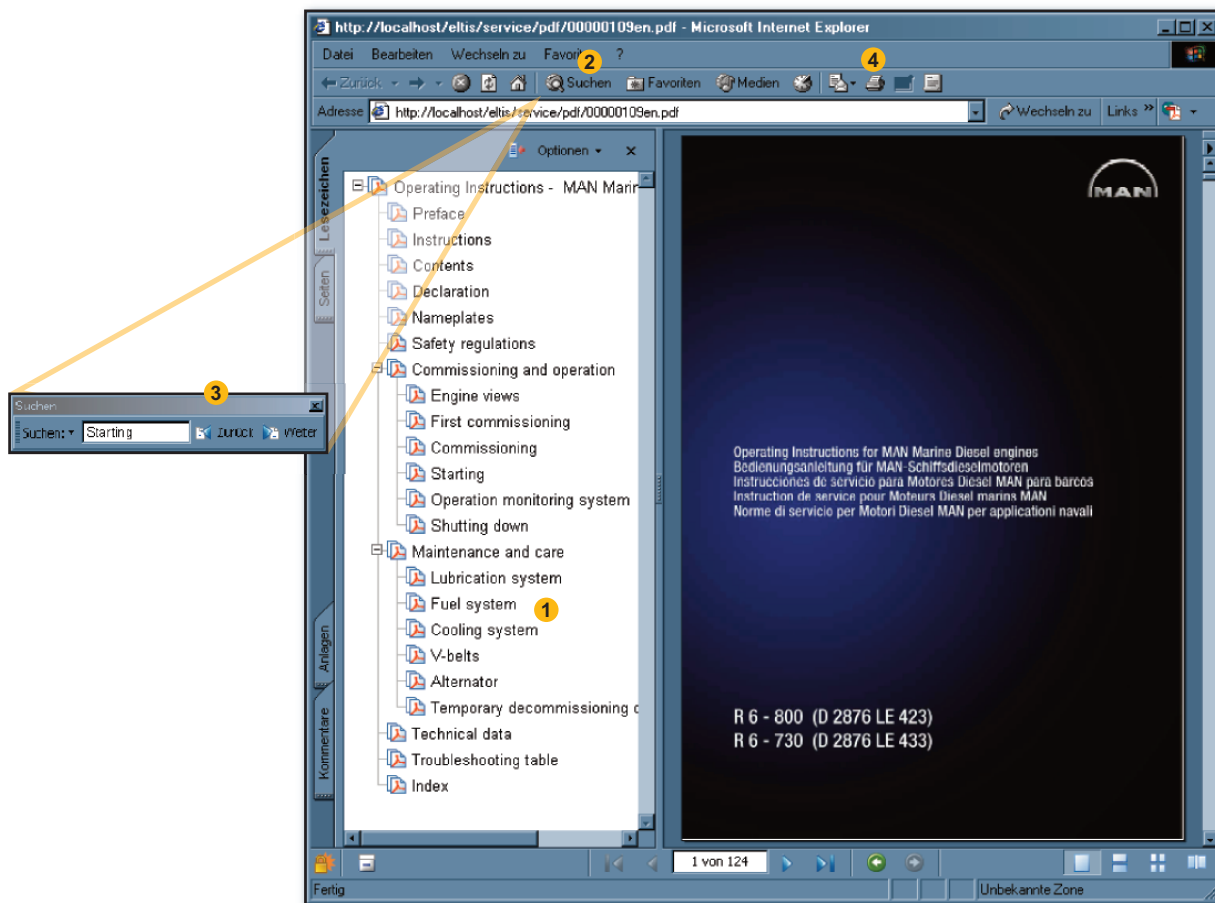 http://localhost/eltis/service/pdf/00000109en.pdf - Microsoft Internet Explorer
Datei Bearbeiten Wechseln zu ?
2
4
Zurück Suchen Favoriten Medien
Adresse http://localhost/eltis/service/pdf/00000109en.pdf Wechseln zu Links »
Optionen x
Lesezeichen
Seiten
Anlagen
Kommentare
Operating Instructions - MAN
Preface
Instructions
Contents
Declaration
Nameplates
Safety regulations
Commissioning and operation
Engine views
First commissioning
Commissioning
Starting
Operation monitoring system
Shutting down
Maintenance and care
Lubrication system
Fuel system
1
Cooling system
V-belts
Alternator
Temporary decommissioning
Technical data
Troubleshooting table
Index
3
Suchen
Suchen: Starting Zurück Weiter
MAN
Operating Instructions for MAN Marine Diesel engines
Bedienungsanleitung für MAN-Schiffsdieselmotoren
Instrucciones de servicio para Motores Diesel MAN para barcos
Instruction de service pour Moteurs Diesel marins MAN
Norme di servicio per Motori Diesel MAN per applicationi navali
R 6 - 800 (D 2876 LE 423)
R 6 - 730 (D 2876 LE 433)
1 von 124
Fertig
Unbekannte Zone